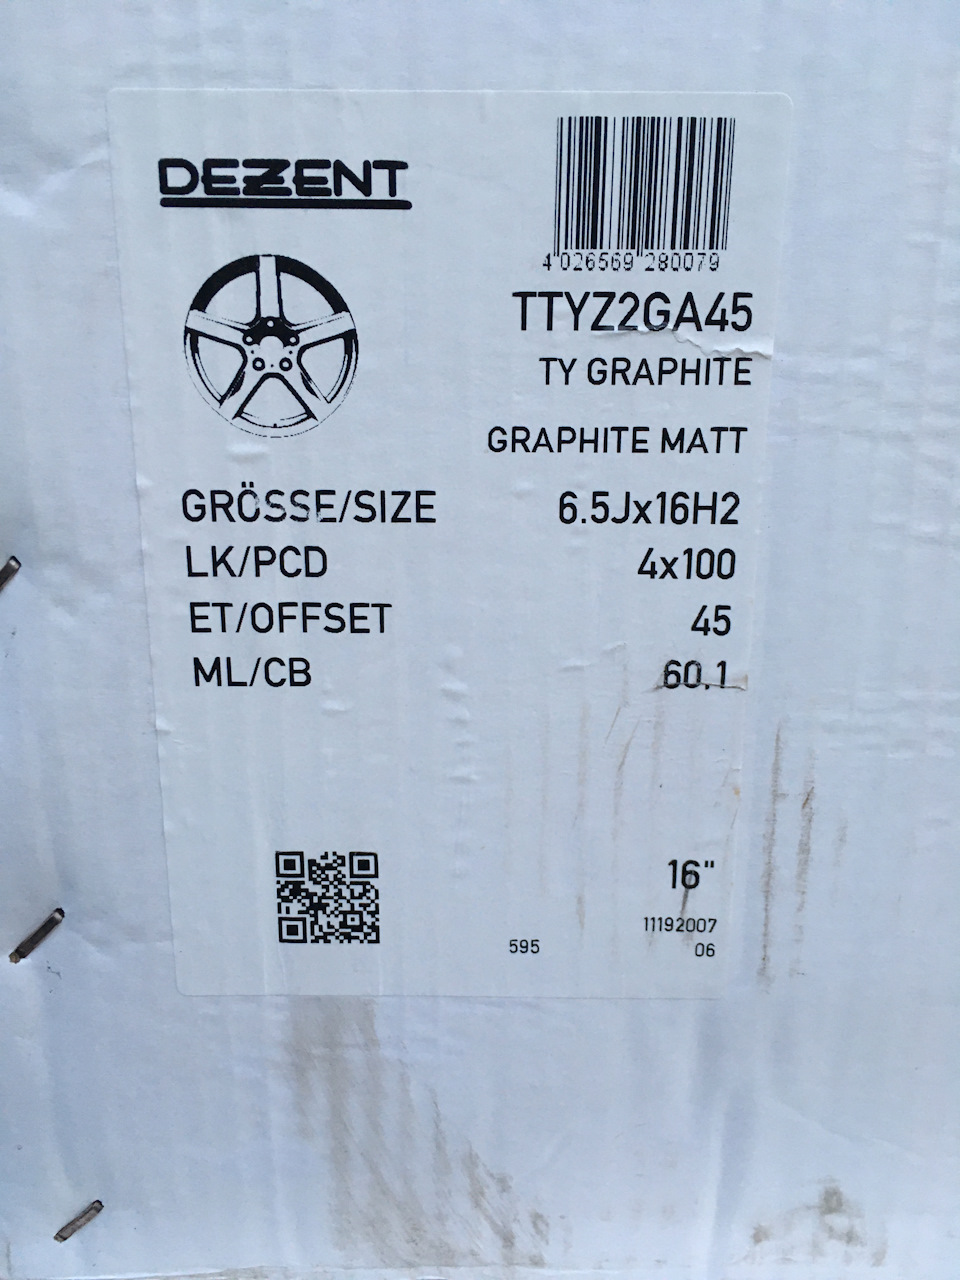 DEZENT
4 026569 280079
TTYZ2GA45
TY GRAPHITE
GRAPHITE MATT
GRÖSSE/SIZE 6.5Jx16H2
LK/PCD 4x100
ET/OFFSET 45
ML/CB 60.1
16"
11192007
595 06